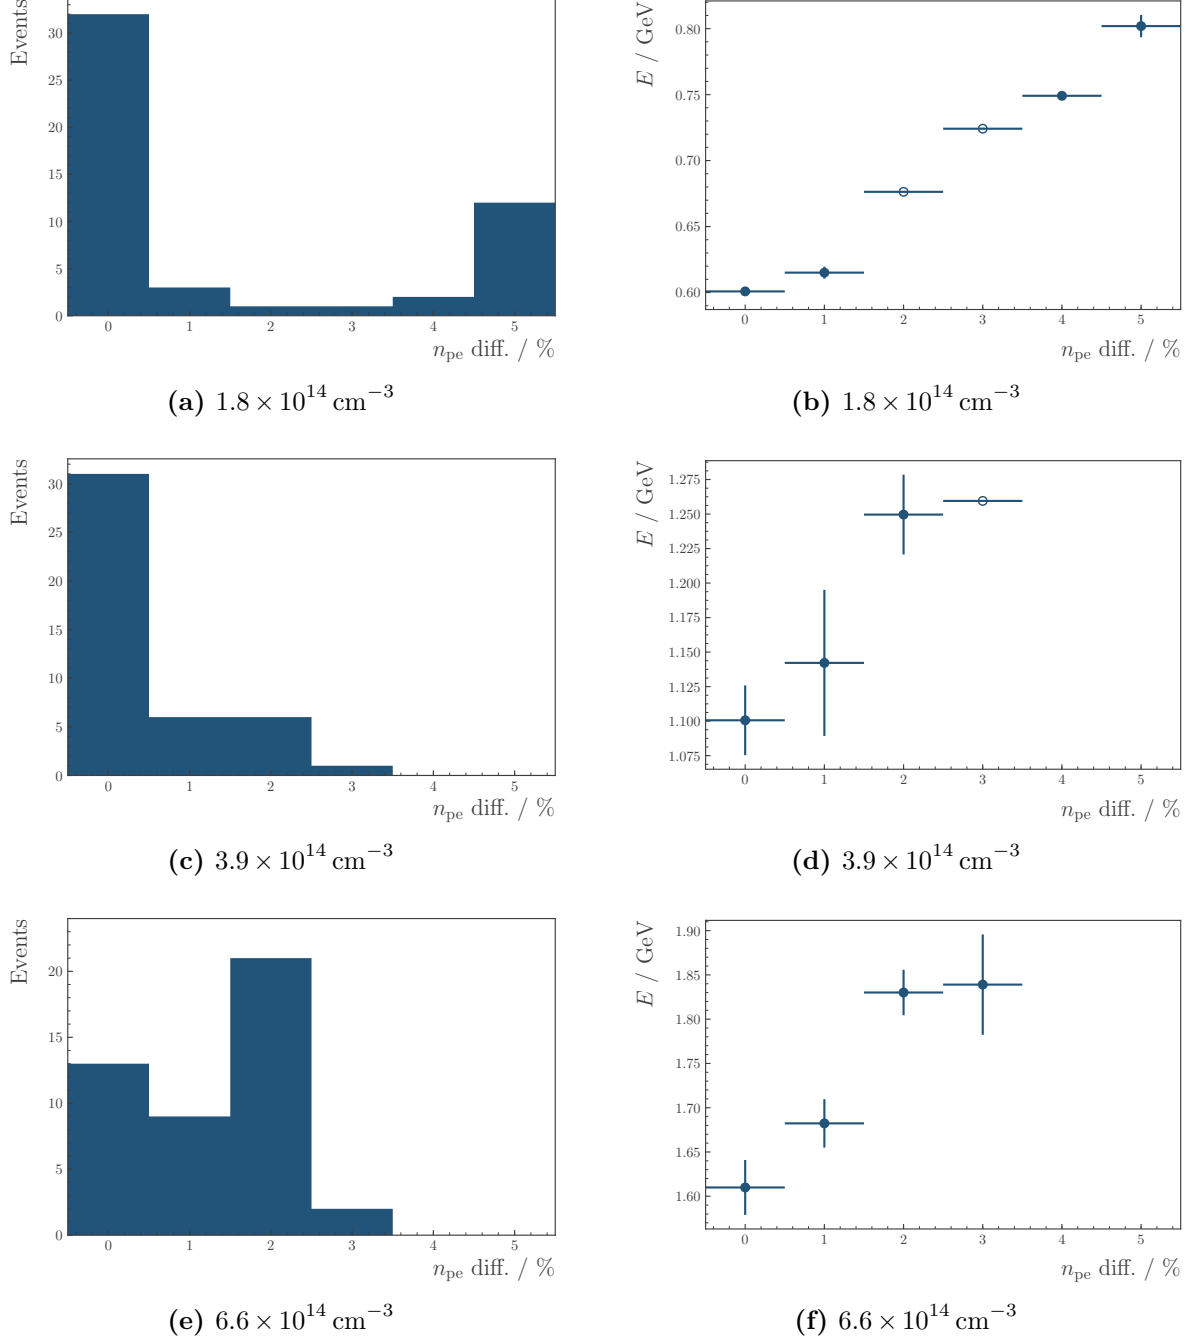 Events
30
25
20
15
10
5
0
0 1 2 3 4 5
n_pe diff. / %
(a) 1.8 × 10^14 cm^−3
E / GeV
0.80
0.75
0.70
0.65
0.60
0 1 2 3 4 5
n_pe diff. / %
(b) 1.8 × 10^14 cm^−3
Events
30
25
20
15
10
5
0
0 1 2 3 4 5
n_pe diff. / %
(c) 3.9 × 10^14 cm^−3
E / GeV
1.275
1.250
1.225
1.200
1.175
1.150
1.125
1.100
1.075
0 1 2 3 4 5
n_pe diff. / %
(d) 3.9 × 10^14 cm^−3
Events
20
15
10
5
0
0 1 2 3 4 5
n_pe diff. / %
(e) 6.6 × 10^14 cm^−3
E / GeV
1.90
1.85
1.80
1.75
1.70
1.65
1.60
0 1 2 3 4 5
n_pe diff. / %
(f) 6.6 × 10^14 cm^−3